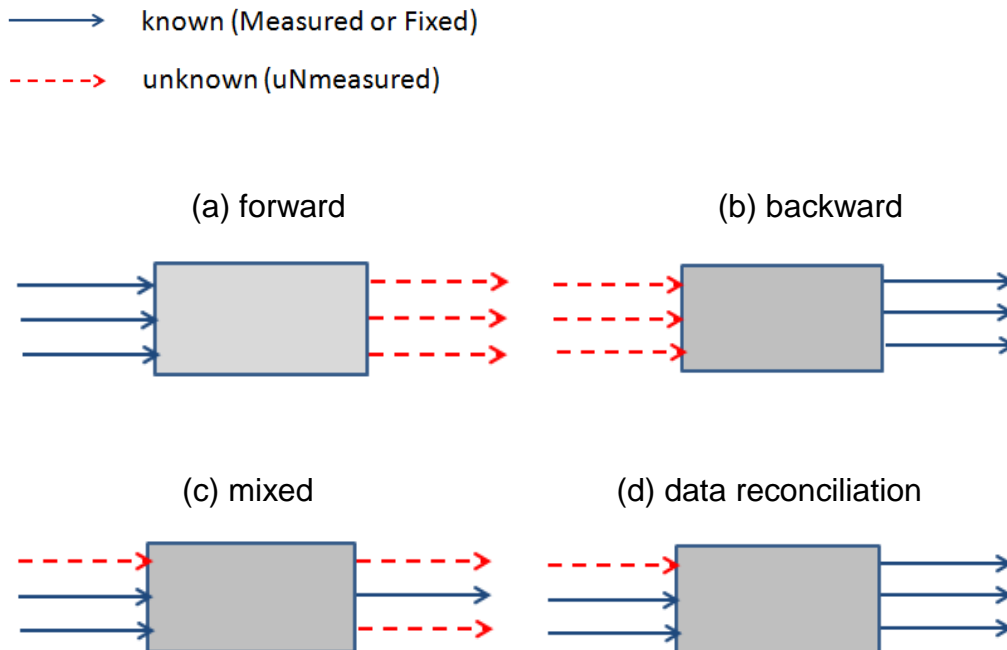 known (Measured or Fixed)
unknown (uNmeasured)
(a) forward
(b) backward
(c) mixed
(d) data reconciliation